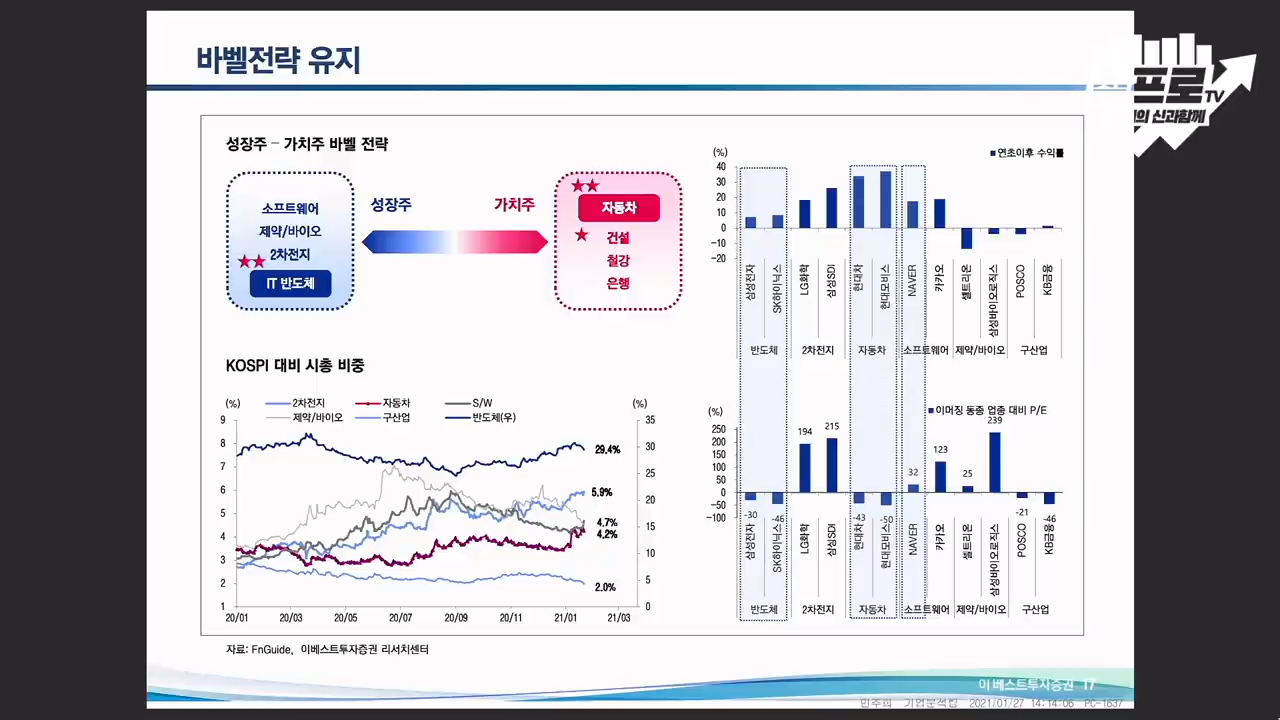 바벨전략 유지
프로TV
의 신과함께
성장주 - 가치주 바벨 전략
소프트웨어
제약/바이오
★★ 2차전지
IT 반도체
성장주
가치주
★★
자동차
★ 건설
철강
은행
(%)
■연초이후 수익률
40
30
20
10
0
-10
-20
삼성전자
SK하이닉스
LG화학
삼성SDI
현대차
현대모비스
NAVER
카카오
셀트리온
삼성바이오로직스
POSCO
KB금융
반도체 2차전지 자동차 소프트웨어 제약/바이오 구산업
KOSPI 대비 시총 비중
(%)
2차전지 자동차 S/W
제약/바이오 구산업 반도체(우)
(%)
9
8
7
6
5
4
3
2
1
35
30
25
20
15
10
5
0
29.4%
5.9%
4.7%
4.2%
2.0%
20/01 20/03 20/05 20/07 20/09 20/11 21/01 21/03
(%)
■이머징 동종 업종 대비 P/E
250
200
150
100
50
0
-50
-100
-30
-46
194
215
-43
-50
32
123
25
239
-21
-46
삼성전자
SK하이닉스
LG화학
삼성SDI
현대차
현대모비스
NAVER
카카오
셀트리온
삼성바이오로직스
POSCO
KB금융
반도체 2차전지 자동차 소프트웨어 제약/바이오 구산업
자료: FnGuide, 이베스트투자증권 리서치센터
이베스트투자증권 17
기업분석팀 2021/01/27 14:14:06 PC-1637